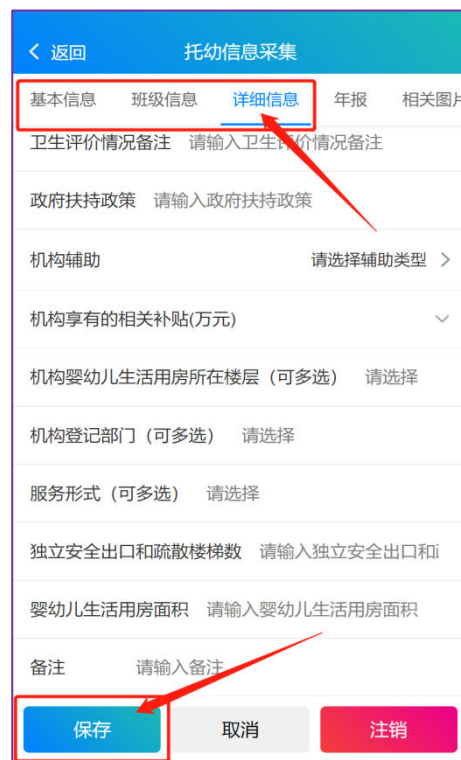 返回 托幼信息采集
基本信息 班级信息 详细信息 年报 相关图片
卫生评价情况备注 请输入卫生评价情况备注
政府扶持政策 请输入政府扶持政策
机构辅助 请选择辅助类型
机构享有的相关补贴(万元)
机构婴幼儿生活用房所在楼层（可多选） 请选择
机构登记部门（可多选） 请选择
服务形式（可多选） 请选择
独立安全出口和疏散楼梯数 请输入独立安全出口和
婴幼儿生活用房面积 请输入婴幼儿生活用房面积
备注 请输入备注
保存 取消 注销